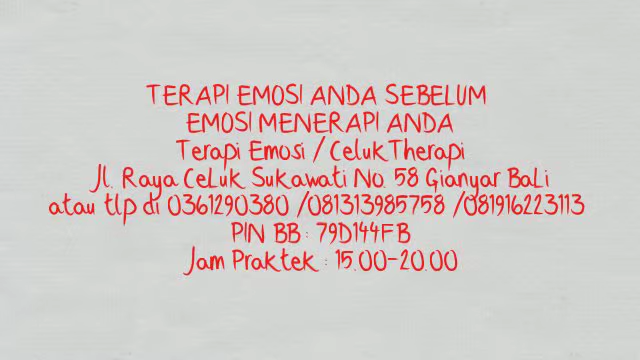 TERAPI EMOSI ANDA SEBELUM
EMOSI MENERAPI ANDA
Terapi Emosi / Celuk Therapi
Jl. Raya Celuk Sukawati No. 58 Gianyar Bali
atau tlp di 0361290380 /081313985758 /081916223113
PIN BB : 79D144FB
Jam Praktek : 15.00-20.00